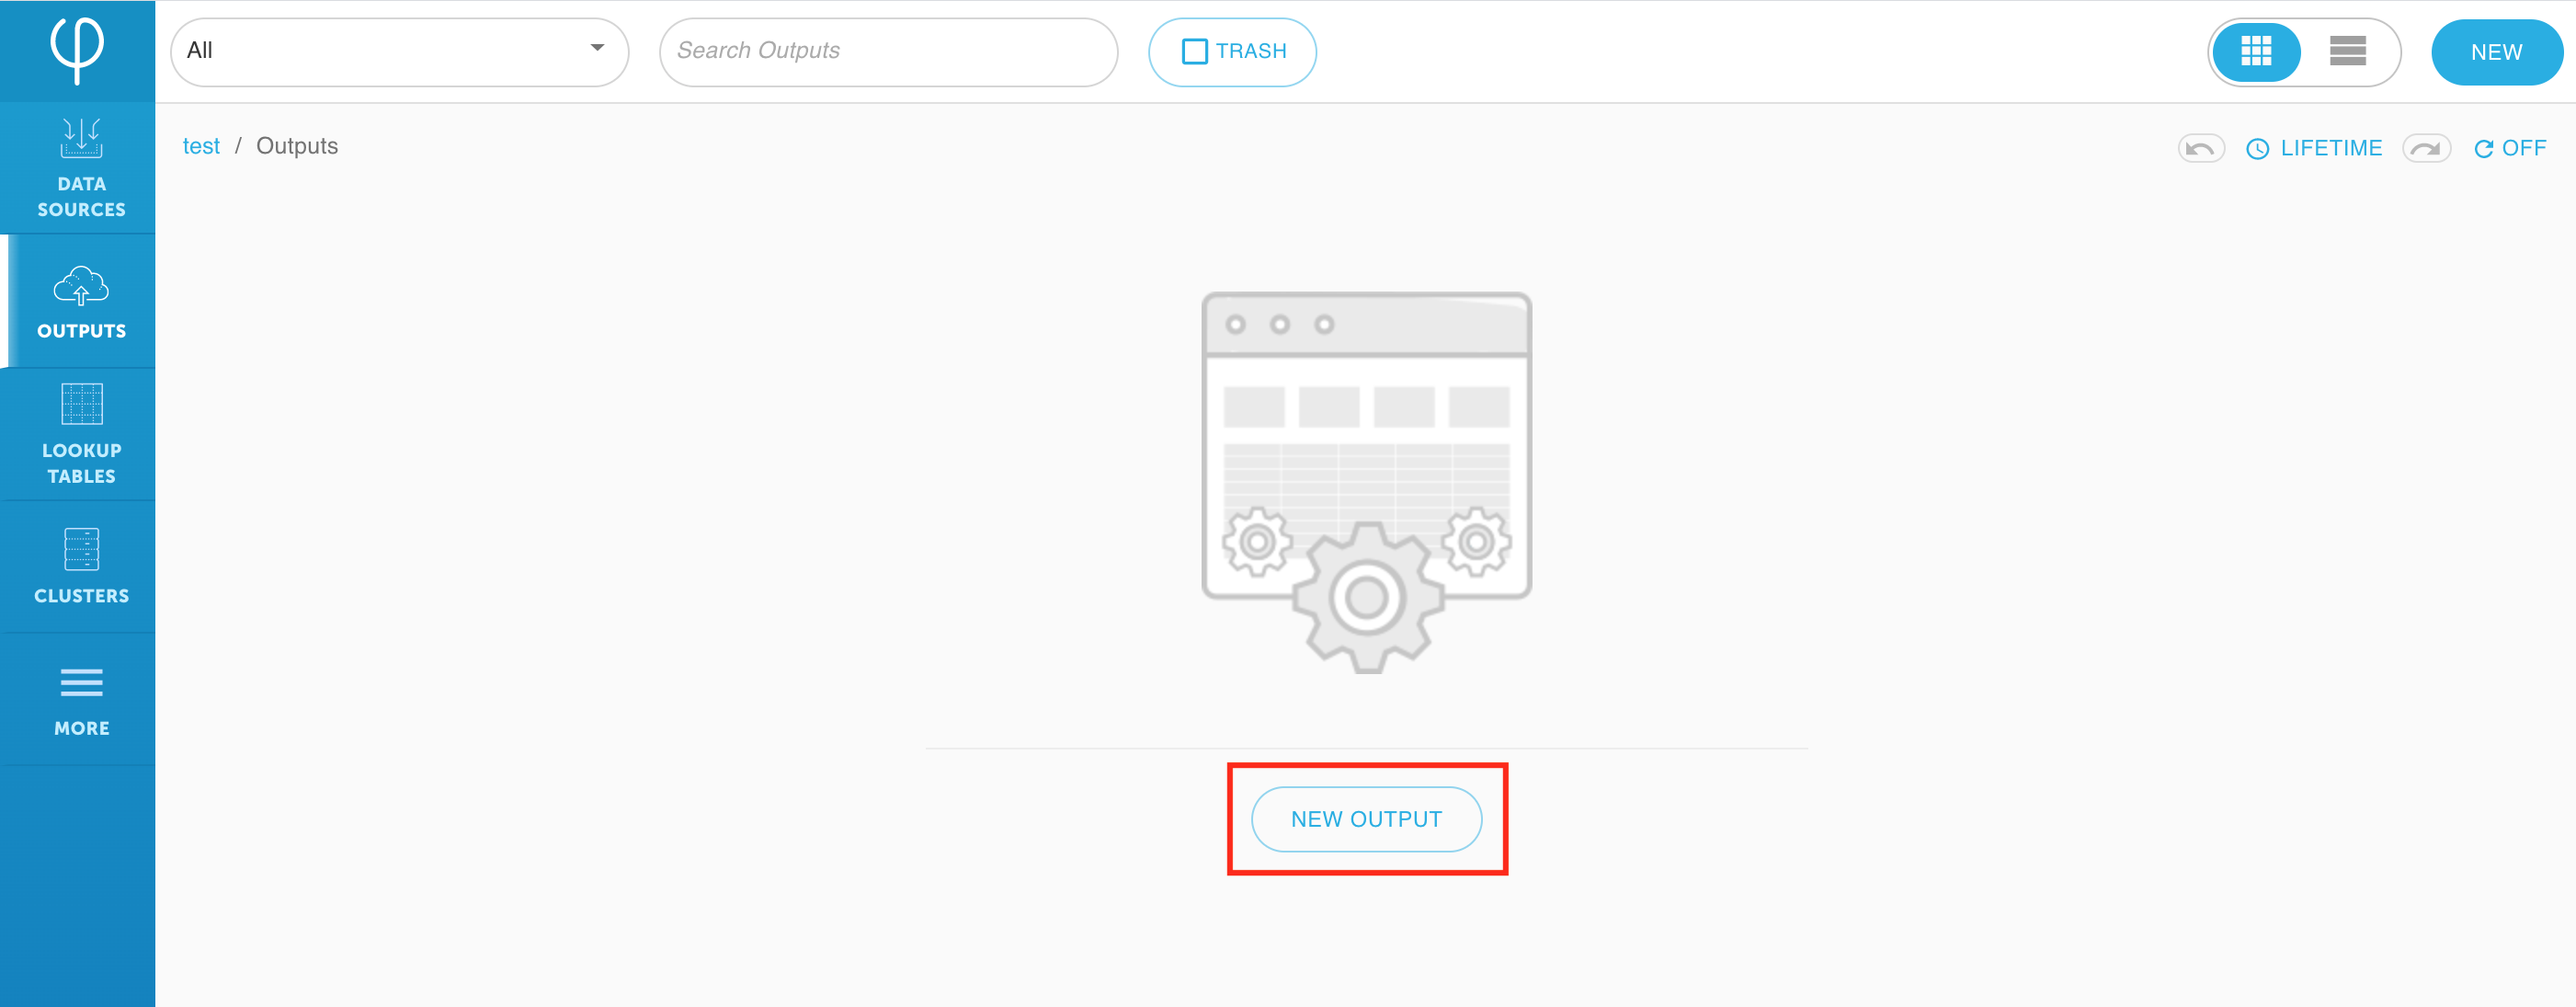 All
Search Outputs
TRASH
NEW
test / Outputs
LIFETIME
OFF
DATA
SOURCES
OUTPUTS
LOOKUP
TABLES
CLUSTERS
MORE
NEW OUTPUT